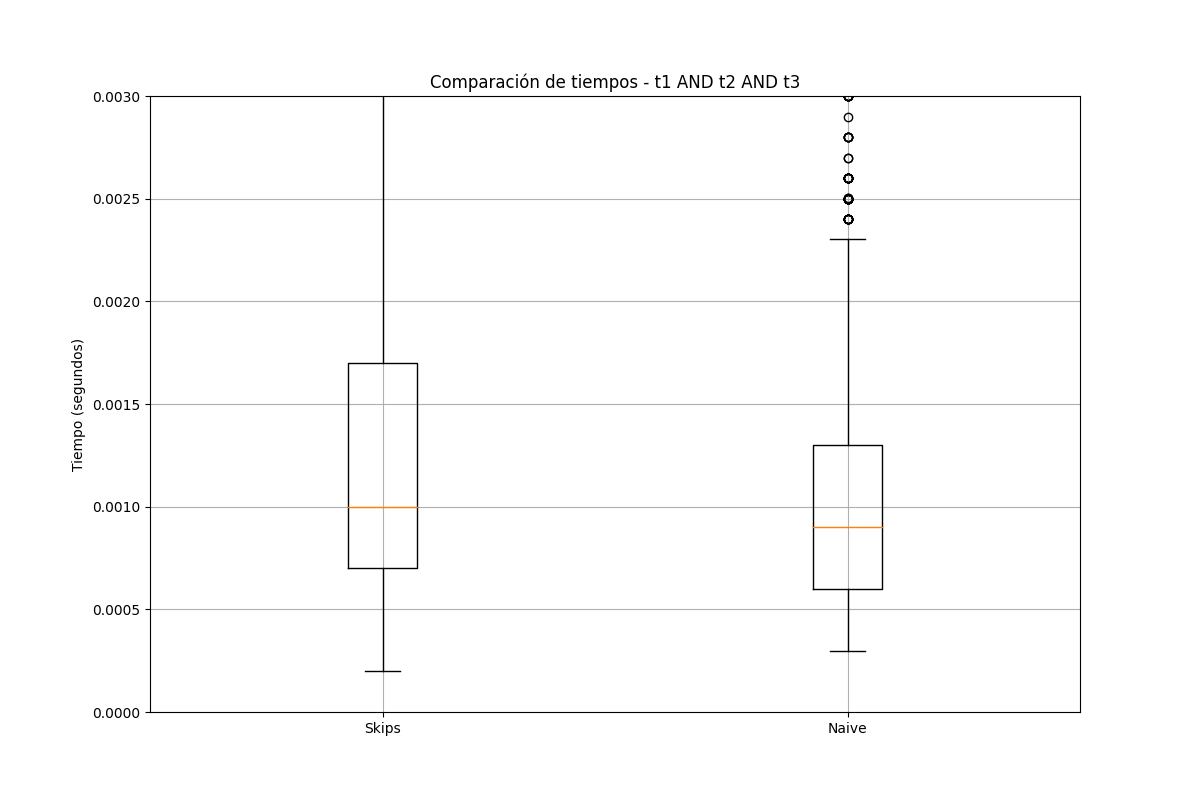 Comparación de tiempos - t1 AND t2 AND t3
0.0030
0.0025
0.0020
0.0015
0.0010
0.0005
0.0000
Tiempo (segundos)
Skips
Naive